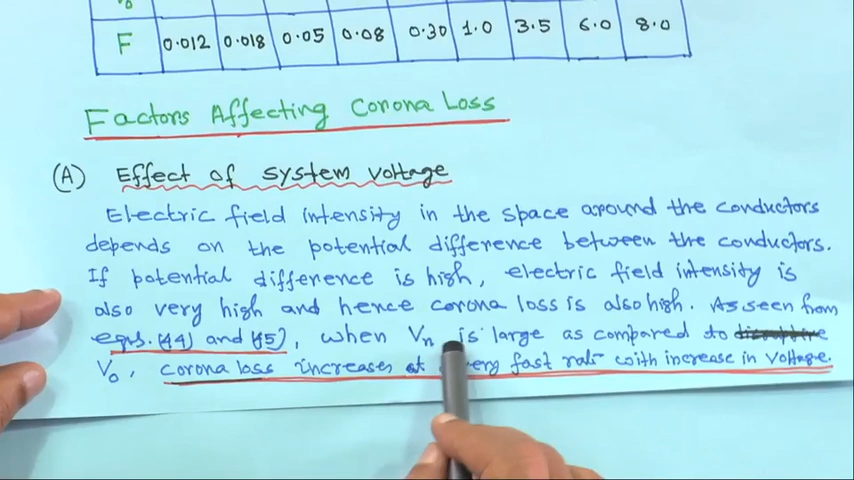 F 0.012 0.018 0.05 0.08 0.30 1.0 3.5 6.0 8.0
Factors Affecting Corona Loss
(A) Effect of system voltage
Electric field intensity in the space around the conductors
depends on the potential difference between the conductors.
If potential difference is high, electric field intensity is
also very high and hence corona loss is also high. As seen from
eqns. (44) and (45), when Vn is large as compared to
Vo, corona loss increases at very fast rate with increase in voltage.